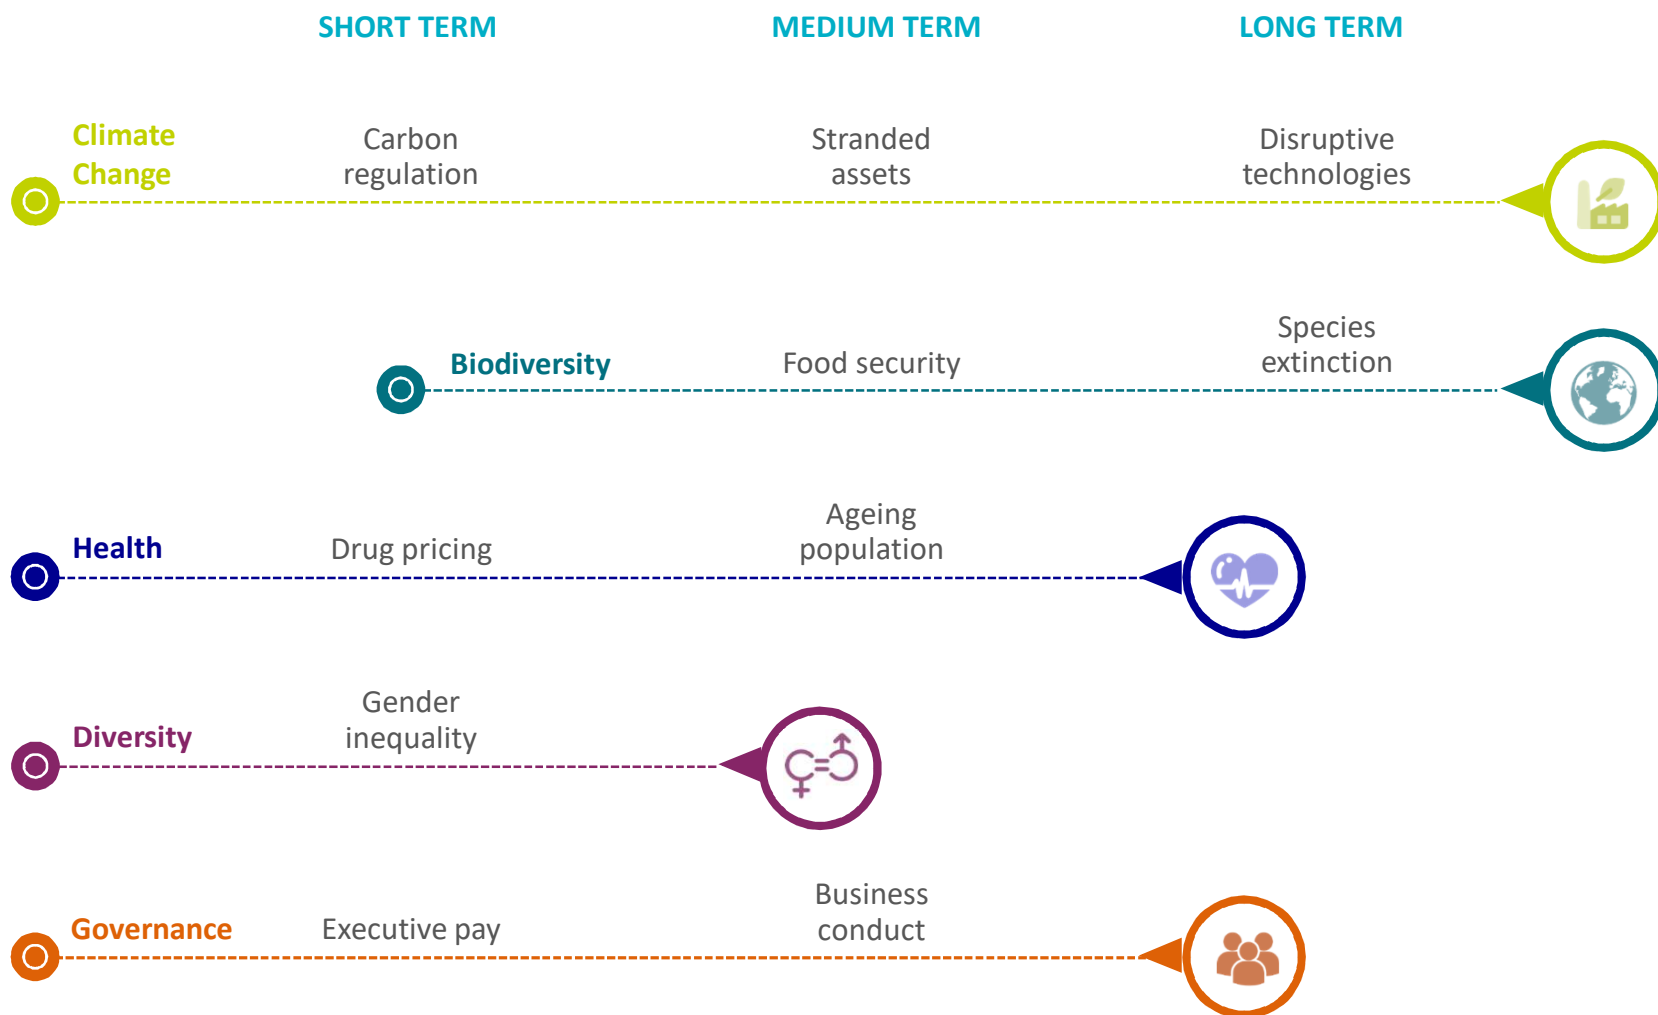 SHORT TERM
MEDIUM TERM
LONG TERM
Climate
Change
Carbon
regulation
Stranded
assets
Disruptive
technologies
Biodiversity
Food security
Species
extinction
Health
Drug pricing
Ageing
population
Diversity
Gender
inequality
Governance
Executive pay
Business
conduct